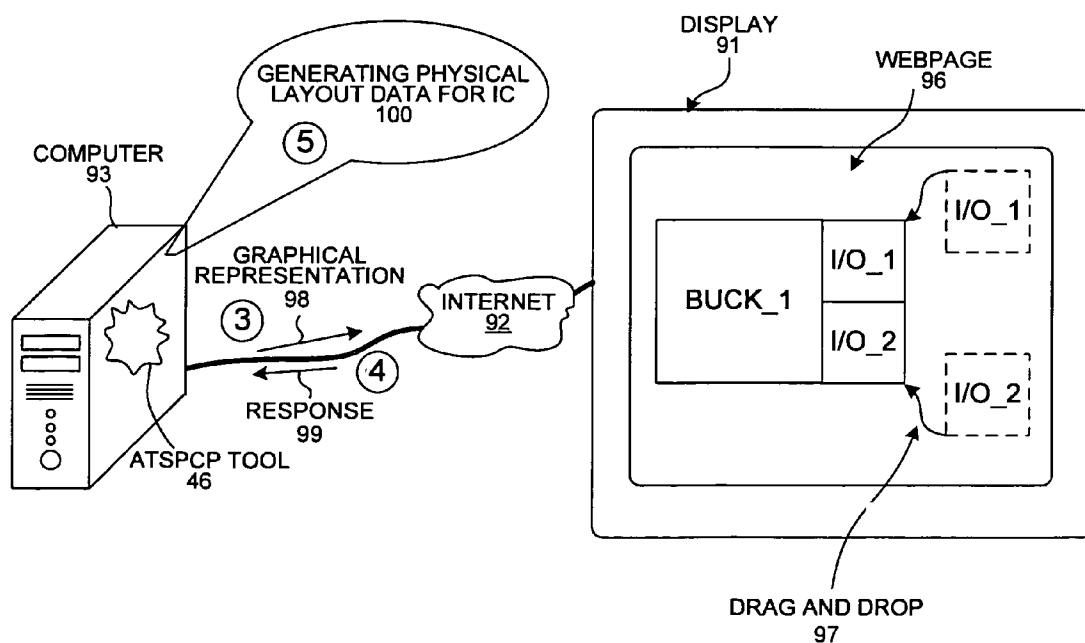 DISPLAY
91
WEBPAGE
96
GENERATING PHYSICAL
LAYOUT DATA FOR IC
100
5
COMPUTER
93
GRAPHICAL
REPRESENTATION
98
3
INTERNET
92
4
RESPONSE
99
ATSPCP TOOL
46
BUCK_1
I/O_1
I/O_2
I/O_1
I/O_2
DRAG AND DROP
97